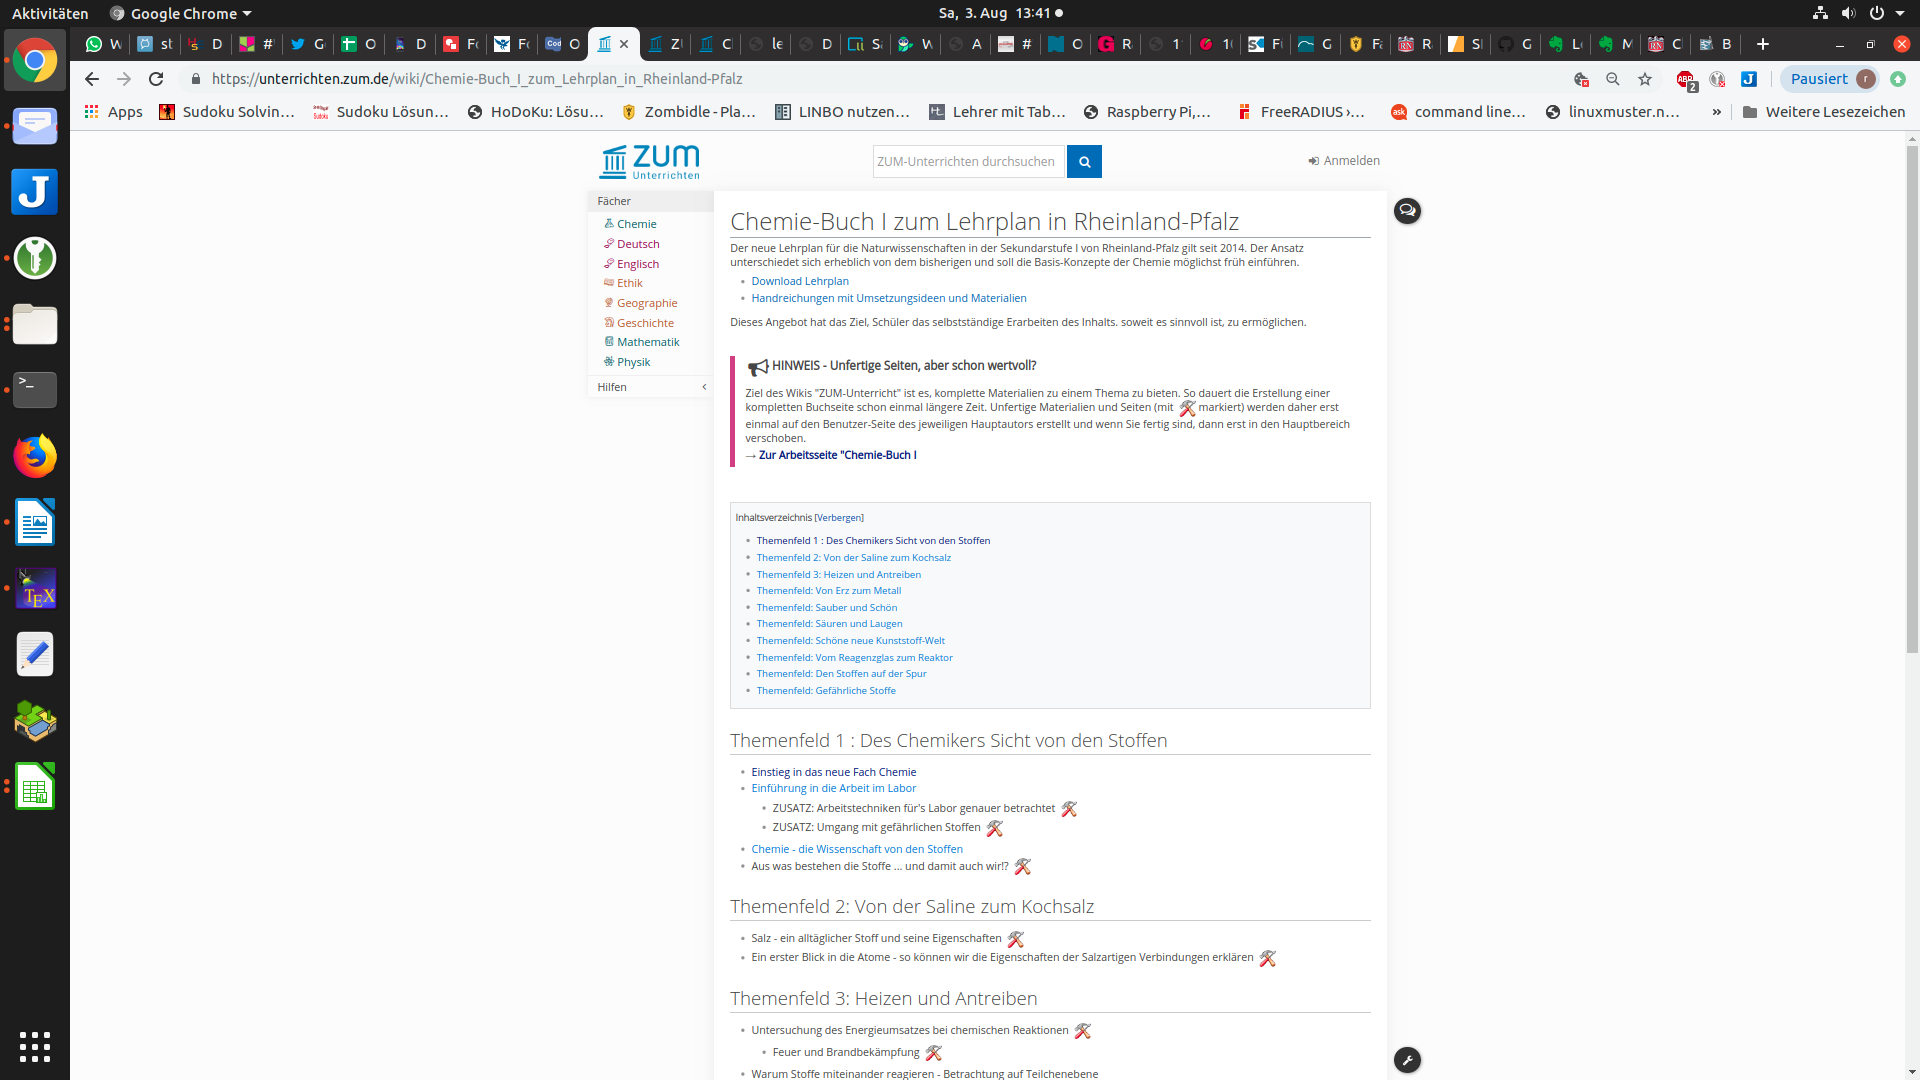 Aktivitäten
Google Chrome
Sa, 3. Aug 13:41
https://unterrichten.zum.de/wiki/Chemie-Buch_I_zum_Lehrplan_in_Rheinland-Pfalz
Pausiert
r
Apps
Sudoku Solvin…
Sudoku Lösun…
HoDoKu: Lösu…
Zombidle - Pla…
LINBO nutzen…
Lehrer mit Tab…
Raspberry Pi,…
FreeRADIUS ›…
command line…
linuxmuster.n…
»
Weitere Lesezeichen
ZUM
Unterrichten
ZUM-Unterrichten durchsuchen
Anmelden
Fächer
Chemie
Deutsch
Englisch
Ethik
Geographie
Geschichte
Mathematik
Physik
Hilfen
Chemie-Buch I zum Lehrplan in Rheinland-Pfalz
Der neue Lehrplan für die Naturwissenschaften in der Sekundarstufe I von Rheinland-Pfalz gilt seit 2014. Der Ansatz
unterschiedet sich erheblich von dem bisherigen und soll die Basis-Konzepte der Chemie möglichst früh einführen.
• Download Lehrplan
• Handreichungen mit Umsetzungsideen und Materialien
Dieses Angebot hat das Ziel, Schüler das selbstständige Erarbeiten des Inhalts. soweit es sinnvoll ist, zu ermöglichen.
HINWEIS - Unfertige Seiten, aber schon wertvoll?
Ziel des Wikis "ZUM-Unterricht" ist es, komplette Materialien zu einem Thema zu bieten. So dauert die Erstellung einer
kompletten Buchseite schon einmal längere Zeit. Unfertige Materialien und Seiten (mit markiert) werden daher erst
einmal auf den Benutzer-Seite des jeweiligen Hauptautors erstellt und wenn Sie fertig sind, dann erst in den Hauptbereich
verschoben.
→ Zur Arbeitsseite "Chemie-Buch I
Inhaltsverzeichnis [Verbergen]
• Themenfeld 1 : Des Chemikers Sicht von den Stoffen
• Themenfeld 2: Von der Saline zum Kochsalz
• Themenfeld 3: Heizen und Antreiben
• Themenfeld: Von Erz zum Metall
• Themenfeld: Sauber und Schön
• Themenfeld: Säuren und Laugen
• Themenfeld: Schöne neue Kunststoff-Welt
• Themenfeld: Vom Reagenzglas zum Reaktor
• Themenfeld: Den Stoffen auf der Spur
• Themenfeld: Gefährliche Stoffe
Themenfeld 1 : Des Chemikers Sicht von den Stoffen
• Einstieg in das neue Fach Chemie
• Einführung in die Arbeit im Labor
• ZUSATZ: Arbeitstechniken für's Labor genauer betrachtet
• ZUSATZ: Umgang mit gefährlichen Stoffen
• Chemie - die Wissenschaft von den Stoffen
• Aus was bestehen die Stoffe ... und damit auch wir!?
Themenfeld 2: Von der Saline zum Kochsalz
• Salz - ein alltäglicher Stoff und seine Eigenschaften
• Ein erster Blick in die Atome - so können wir die Eigenschaften der Salzartigen Verbindungen erklären
Themenfeld 3: Heizen und Antreiben
• Untersuchung des Energieumsatzes bei chemischen Reaktionen
• Feuer und Brandbekämpfung
• Warum Stoffe miteinander reagieren - Betrachtung auf Teilchenebene